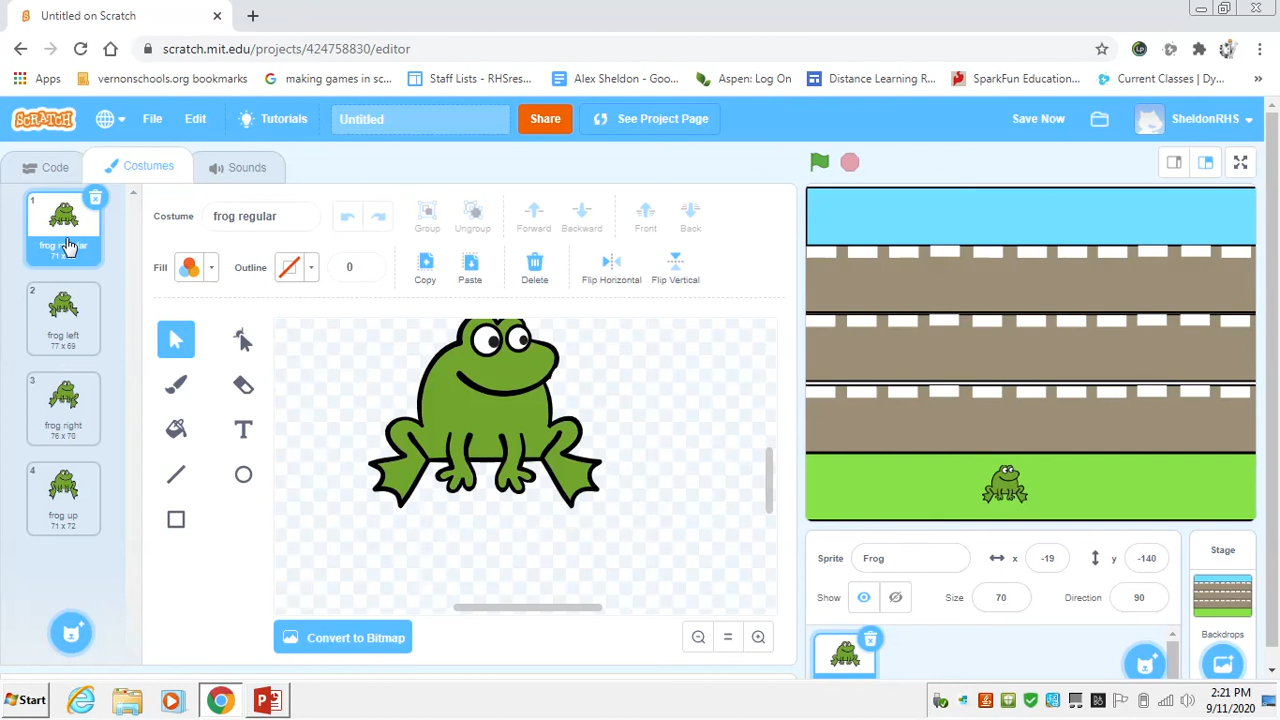 Untitled on Scratch
scratch.mit.edu/projects/424758830/editor
Apps vernonschools.org bookmarks making games in sc... Staff Lists - RHSres... Alex Sheldon - Goo... Aspen: Log On Distance Learning R... SparkFun Education... Current Classes | Dy... »
SCRATCH File Edit Tutorials Untitled Share See Project Page Save Now SheldonRHS
Code Costumes Sounds
1
frog regular
2
frog left
77 x 69
3
frog right
76 x 70
4
frog up
71 x 72
Costume frog regular Group Ungroup Forward Backward Front Back
Fill Outline 0 Copy Paste Delete Flip Horizontal Flip Vertical
T
Convert to Bitmap
Sprite Frog x -19 y -140
Show Size 70 Direction 90
Stage
Backdrops
Start
2:21 PM
9/11/2020